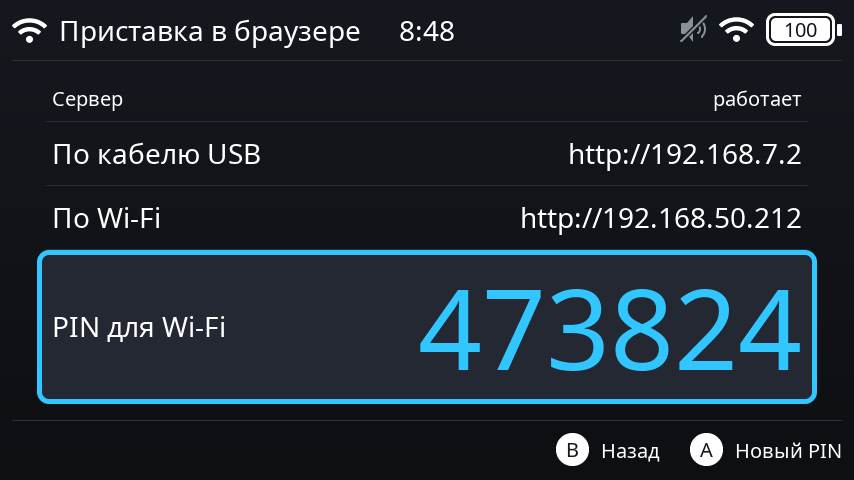 Приставка в браузере 8:48 100
Сервер работает
По кабелю USB http://192.168.7.2
По Wi-Fi http://192.168.50.212
PIN для Wi-Fi 473824
B Назад A Новый PIN